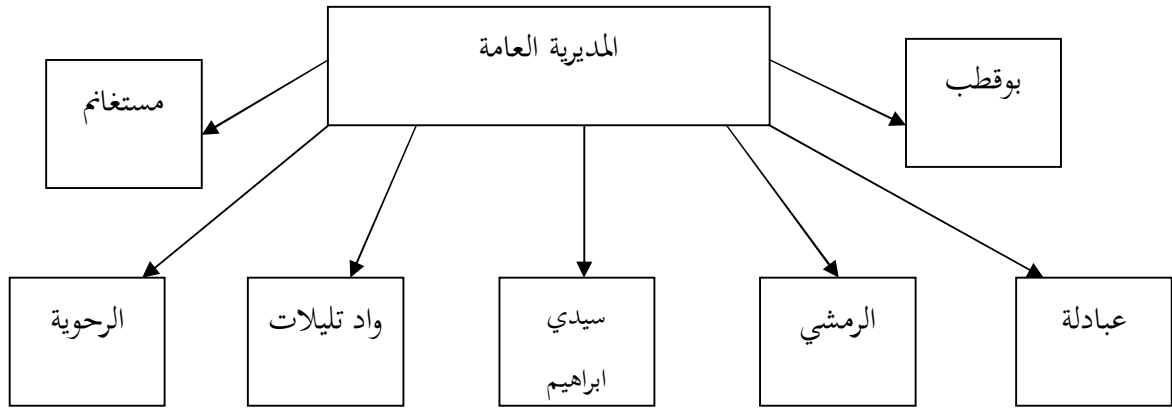 المديرية العامة
بوقطب
مستغانم
عبادلة
الرمشي
سيدي
ابراهيم
واد تليلات
الرحوية